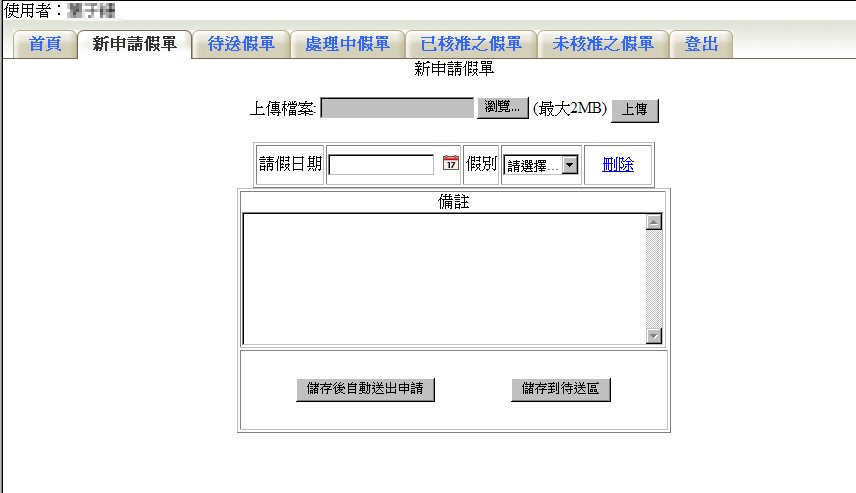 使用者：
首頁 新申請假單 待送假單 處理中假單 已核准之假單 未核准之假單 登出
新申請假單
上傳檔案: 瀏覽... (最大2MB) 上傳
請假日期 17 假別 請選擇... 刪除
備註
儲存後自動送出申請 儲存到待送區